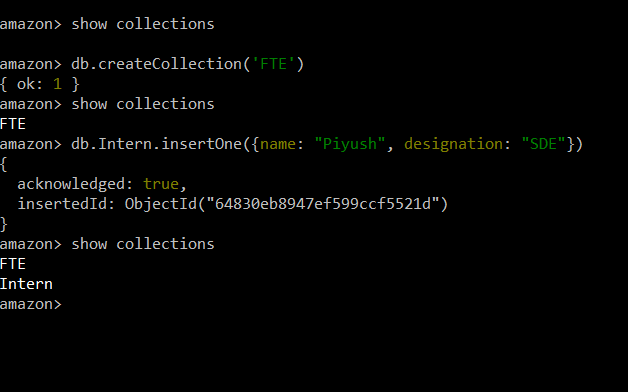 amazon> show collections
amazon> db.createCollection('FTE')
{ ok: 1 }
amazon> show collections
FTE
amazon> db.Intern.insertOne({name: "Piyush", designation: "SDE"})
{
  acknowledged: true,
  insertedId: ObjectId("64830eb8947ef599ccf5521d")
}
amazon> show collections
FTE
Intern
amazon>